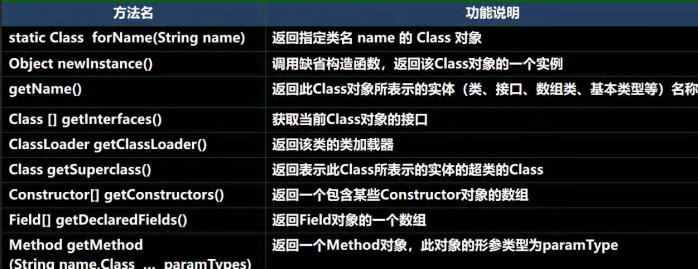 方法名 功能说明
static Class forName(String name) 返回指定类名 name 的 Class 对象
Object newInstance() 调用缺省构造函数，返回该Class对象的一个实例
getName() 返回此Class对象所表示的实体（类、接口、数组类、基本类型等）名称
Class [] getInterfaces() 获取当前Class对象的接口
ClassLoader getClassLoader() 返回该类的类加载器
Class getSuperclass() 返回表示此Class所表示的实体的超类的Class
Constructor[] getConstructors() 返回一个包含某些Constructor对象的数组
Field[] getDeclaredFields() 返回Field对象的一个数组
Method getMethod 返回一个Method对象，此对象的形参类型为paramType
(String name,Class … paramTypes)